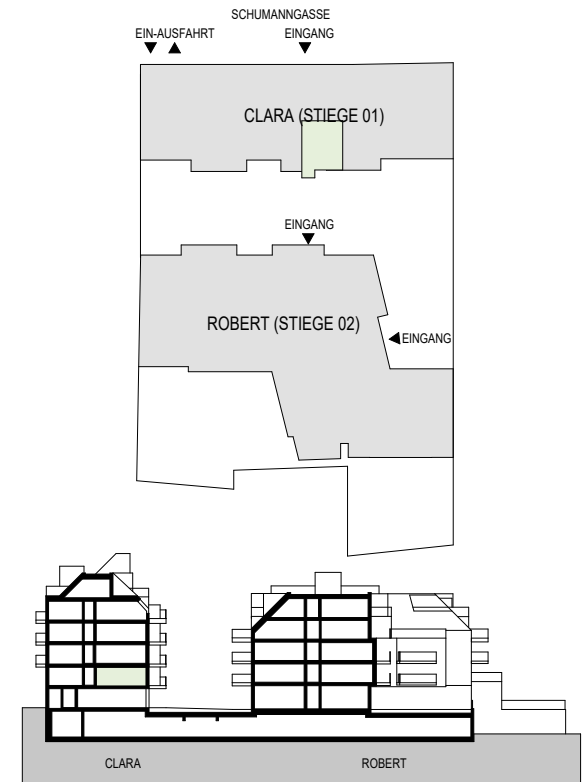 SCHUMANNGASSE
EIN-AUSFAHRT EINGANG
CLARA (STIEGE 01)
EINGANG
ROBERT (STIEGE 02)
EINGANG
CLARA ROBERT